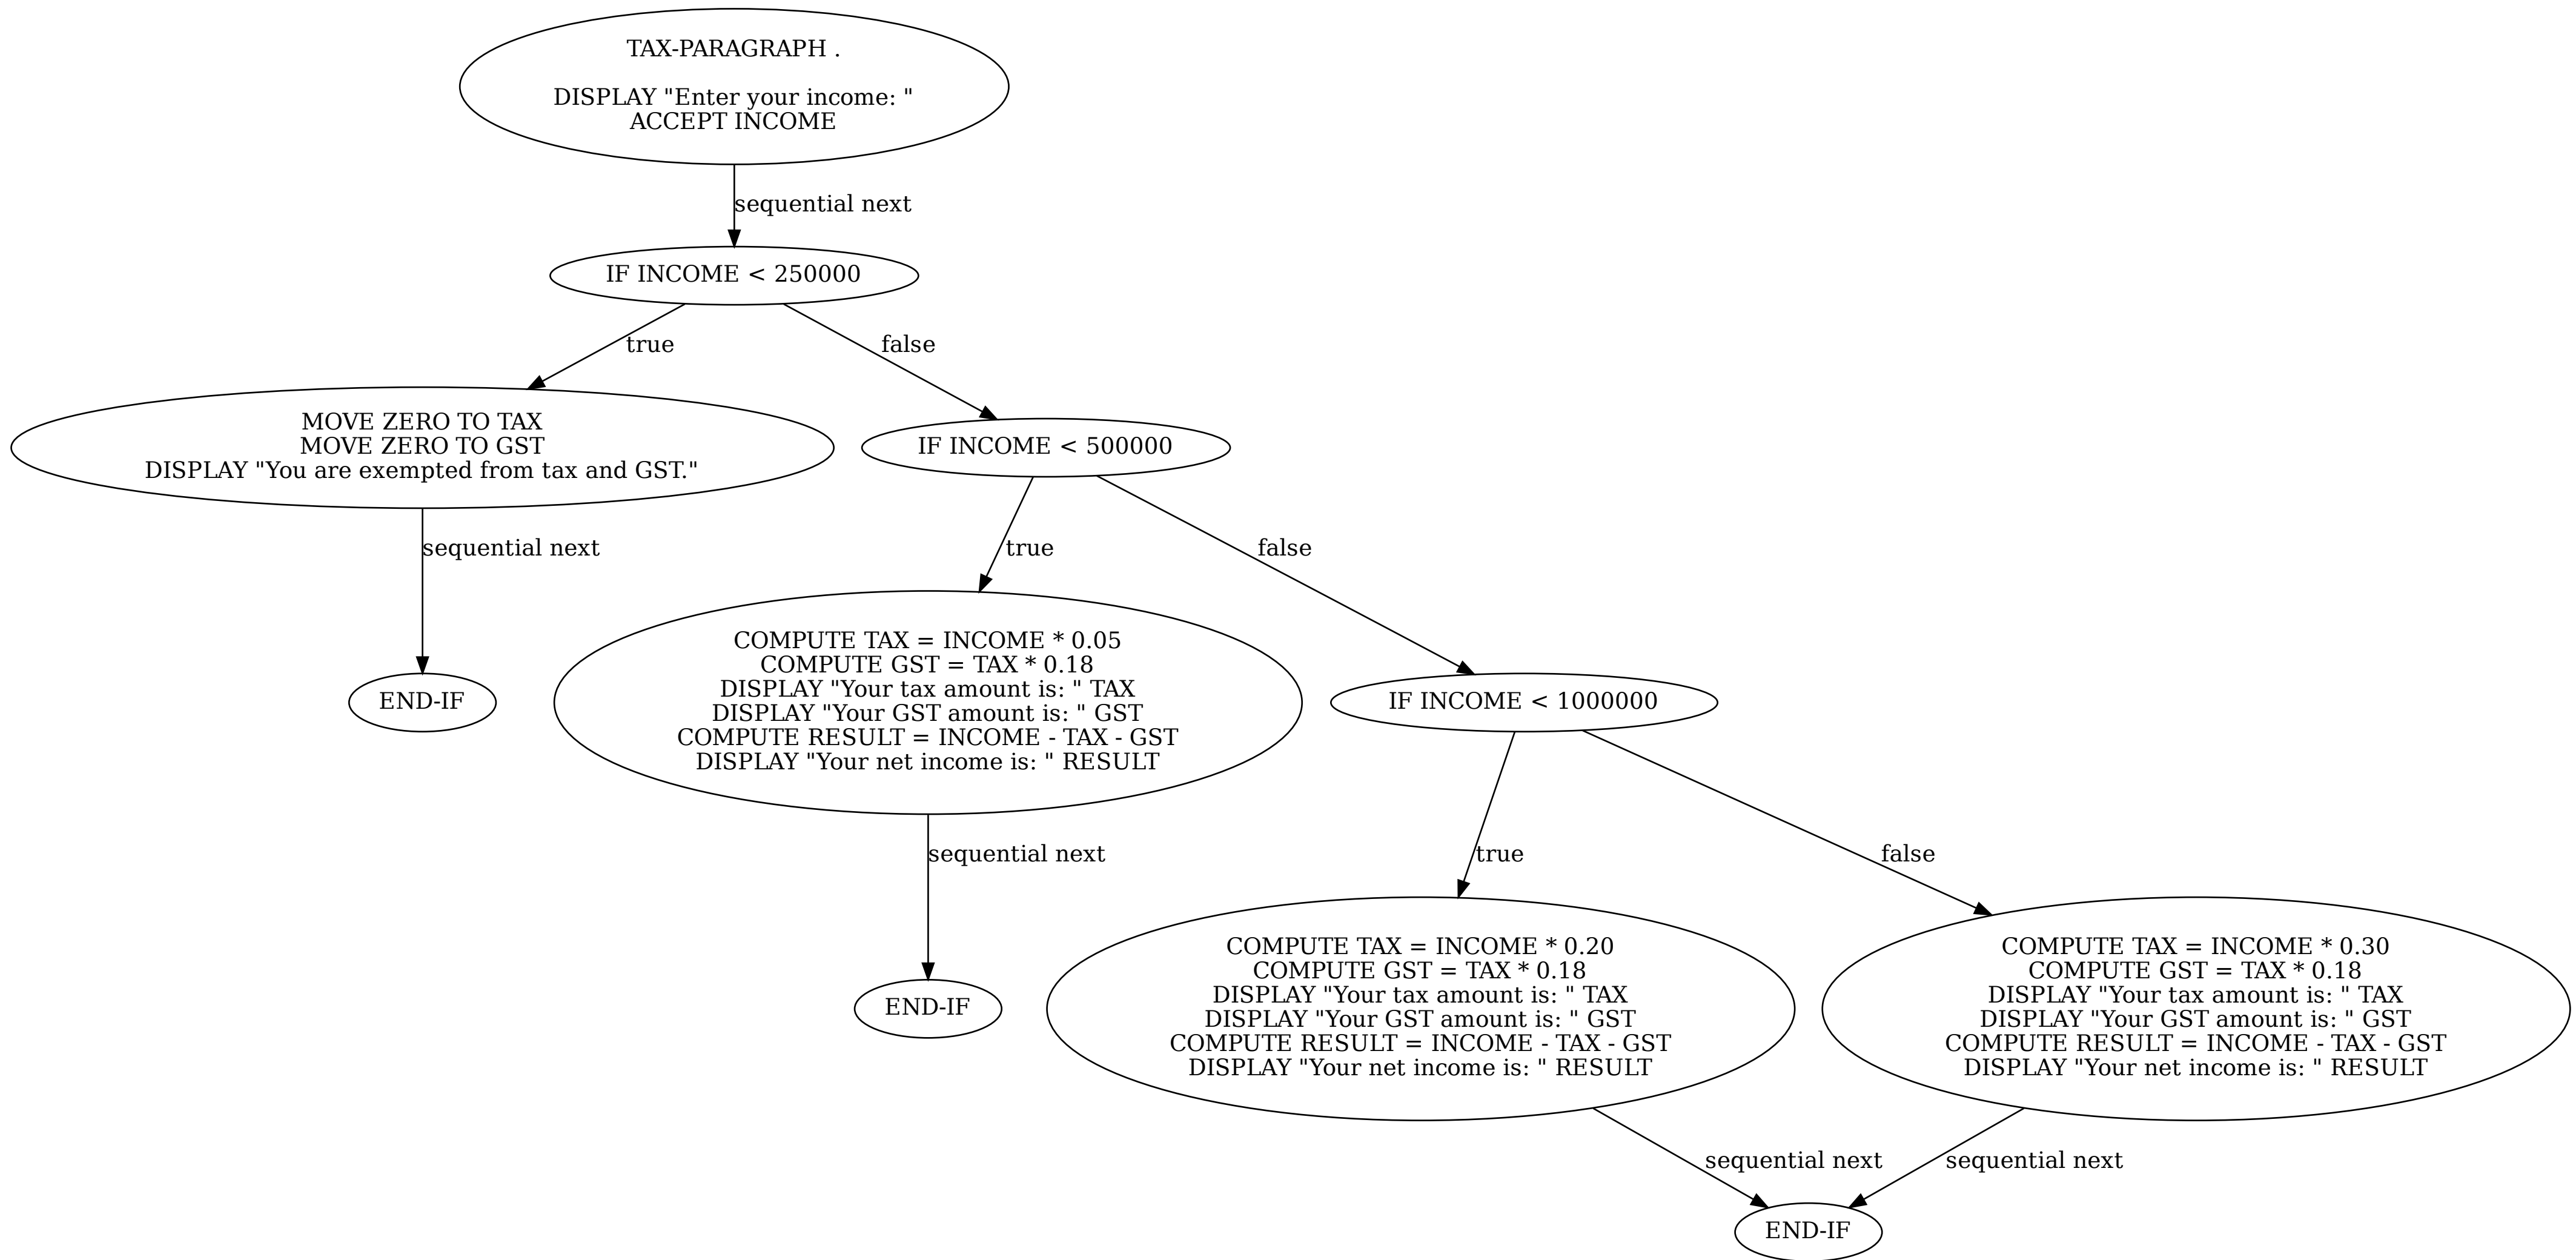 TAX-PARAGRAPH .
DISPLAY "Enter your income: "
ACCEPT INCOME
sequential next
IF INCOME < 250000
true
false
MOVE ZERO TO TAX
MOVE ZERO TO GST
DISPLAY "You are exempted from tax and GST."
IF INCOME < 500000
sequential next
true
false
END-IF
COMPUTE TAX = INCOME * 0.05
COMPUTE GST = TAX * 0.18
DISPLAY "Your tax amount is: " TAX
DISPLAY "Your GST amount is: " GST
COMPUTE RESULT = INCOME - TAX - GST
DISPLAY "Your net income is: " RESULT
IF INCOME < 1000000
sequential next
true
false
END-IF
COMPUTE TAX = INCOME * 0.20
COMPUTE GST = TAX * 0.18
DISPLAY "Your tax amount is: " TAX
DISPLAY "Your GST amount is: " GST
COMPUTE RESULT = INCOME - TAX - GST
DISPLAY "Your net income is: " RESULT
COMPUTE TAX = INCOME * 0.30
COMPUTE GST = TAX * 0.18
DISPLAY "Your tax amount is: " TAX
DISPLAY "Your GST amount is: " GST
COMPUTE RESULT = INCOME - TAX - GST
DISPLAY "Your net income is: " RESULT
sequential next
sequential next
END-IF